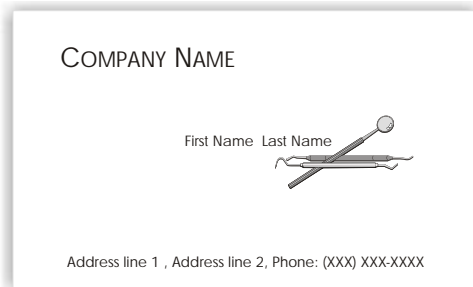 COMPANY NAME
First Name Last Name
Address line 1 , Address line 2, Phone: (XXX) XXX-XXXX